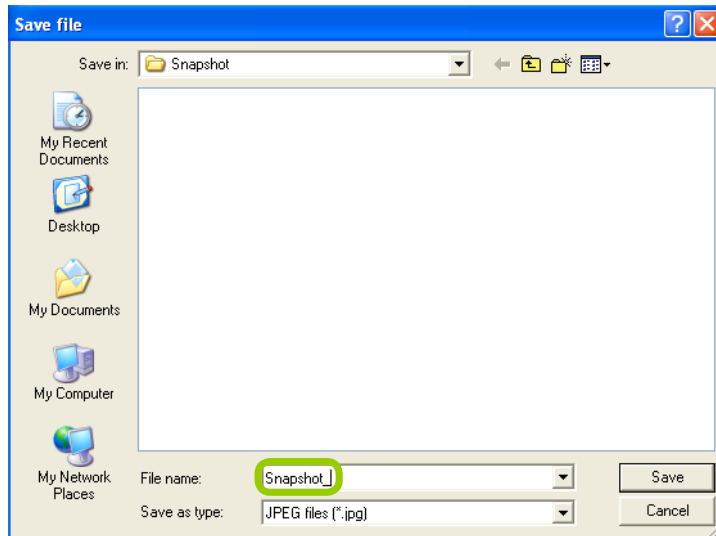 Save file
Save in: Snapshot
My Recent
Documents
Desktop
My Documents
My Computer
My Network
Places
File name: Snapshot_
Save
Save as type: JPEG files (*.jpg)
Cancel